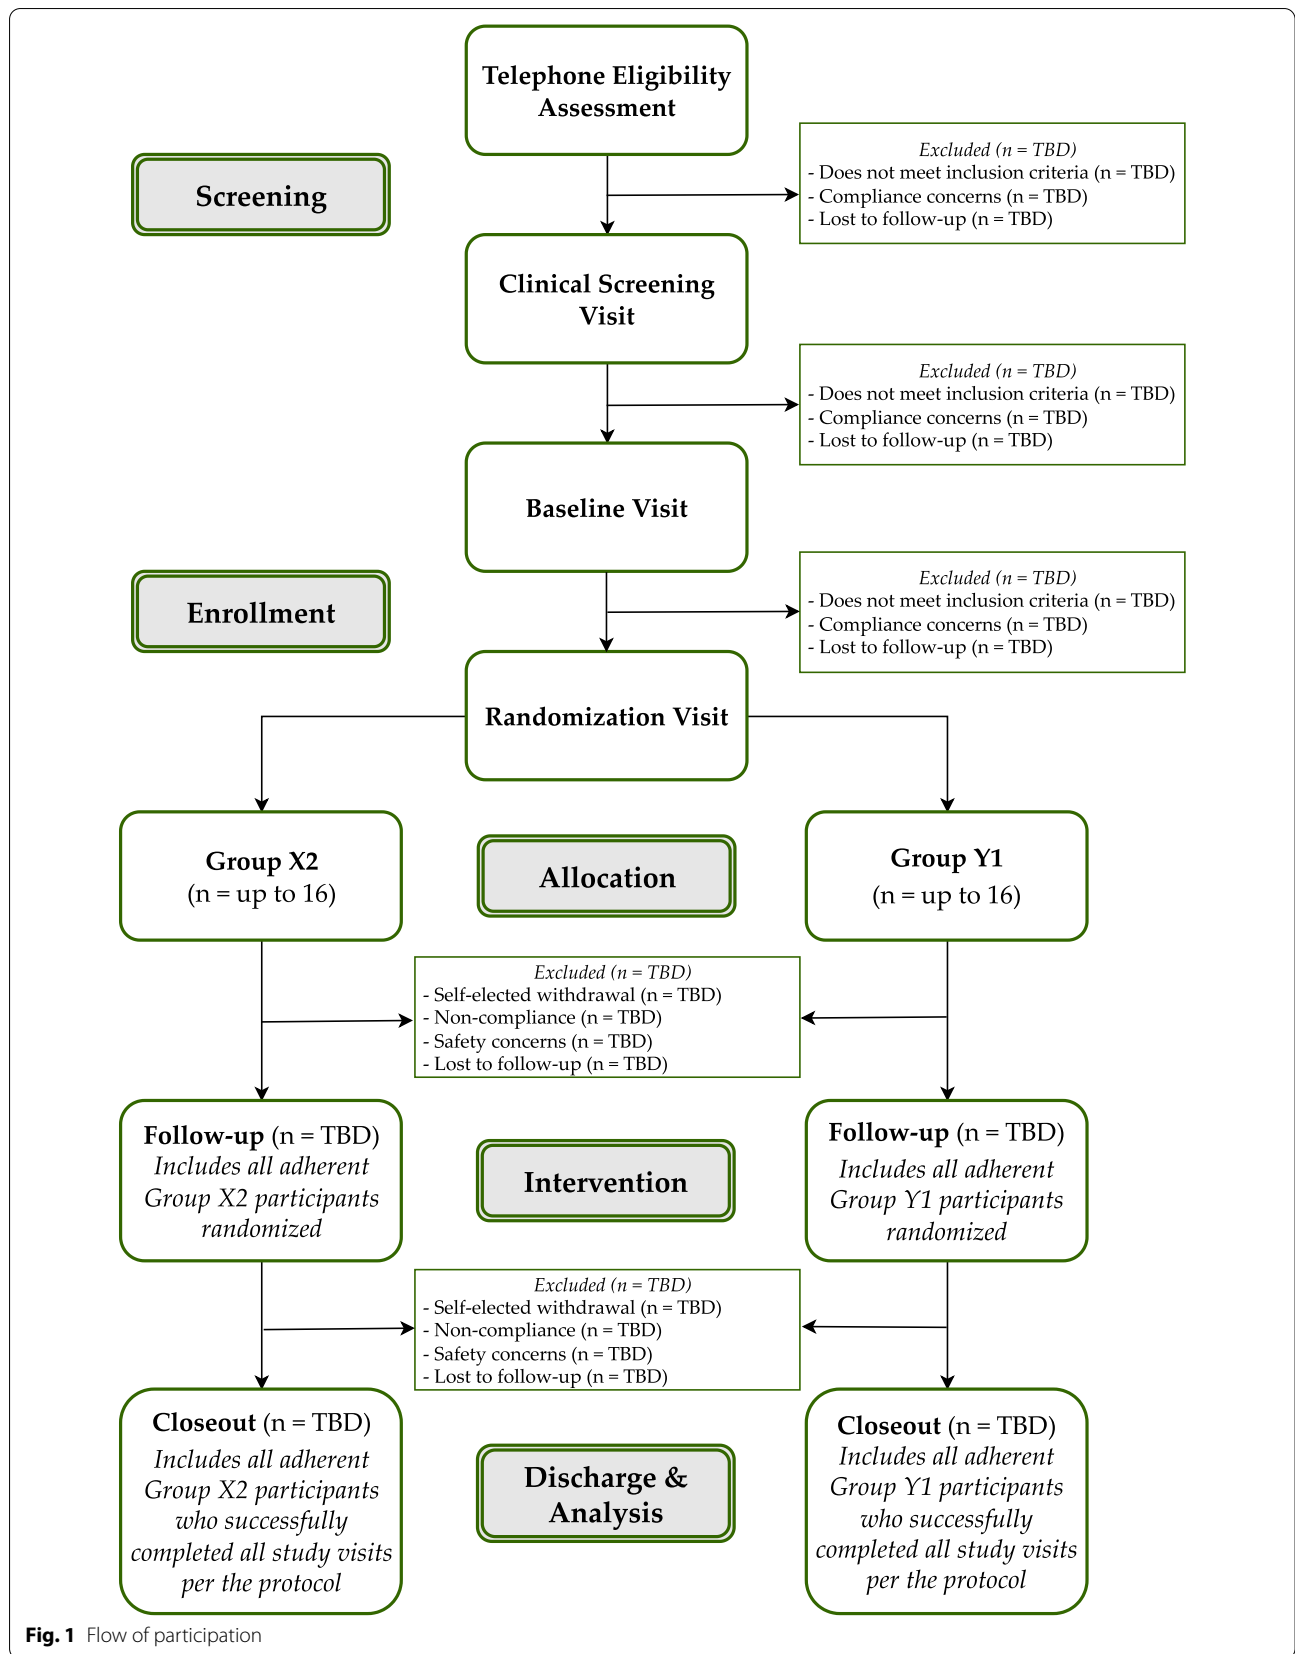 Telephone Eligibility
Assessment
Excluded (n = TBD)
- Does not meet inclusion criteria (n = TBD)
- Compliance concerns (n = TBD)
- Lost to follow-up (n = TBD)
Screening
Clinical Screening
Visit
Excluded (n = TBD)
- Does not meet inclusion criteria (n = TBD)
- Compliance concerns (n = TBD)
- Lost to follow-up (n = TBD)
Baseline Visit
Excluded (n = TBD)
- Does not meet inclusion criteria (n = TBD)
- Compliance concerns (n = TBD)
- Lost to follow-up (n = TBD)
Enrollment
Randomization Visit
Group X2
(n = up to 16)
Allocation
Group Y1
(n = up to 16)
Excluded (n = TBD)
- Self-elected withdrawal (n = TBD)
- Non-compliance (n = TBD)
- Safety concerns (n = TBD)
- Lost to follow-up (n = TBD)
Follow-up (n = TBD)
Includes all adherent
Group X2 participants
randomized
Intervention
Follow-up (n = TBD)
Includes all adherent
Group Y1 participants
randomized
Excluded (n = TBD)
- Self-elected withdrawal (n = TBD)
- Non-compliance (n = TBD)
- Safety concerns (n = TBD)
- Lost to follow-up (n = TBD)
Closeout (n = TBD)
Includes all adherent
Group X2 participants
who successfully
completed all study visits
per the protocol
Discharge &
Analysis
Closeout (n = TBD)
Includes all adherent
Group Y1 participants
who successfully
completed all study visits
per the protocol
Fig. 1 Flow of participation